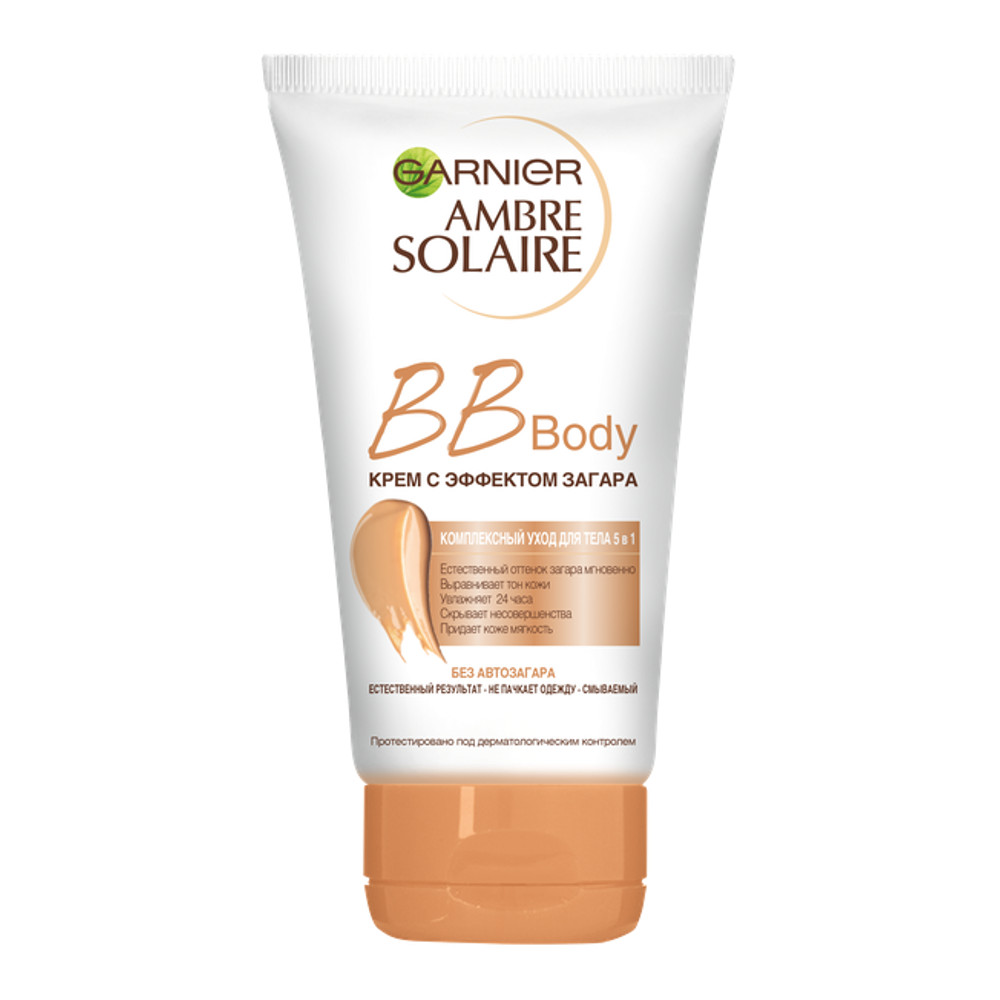 GARNIER
AMBRE
SOLAIRE
BB Body
КРЕМ С ЭФФЕКТОМ ЗАГАРА
КОМПЛЕКСНЫЙ УХОД ДЛЯ ТЕЛА 5 в 1
Естественный оттенок загара мгновенно
Выравнивает тон кожи
Увлажняет 24 часа
Скрывает несовершенства
Придает коже мягкость
БЕЗ АВТОЗАГАРА
ЕСТЕСТВЕННЫЙ РЕЗУЛЬТАТ - НЕ ПАЧКАЕТ ОДЕЖДУ - СМЫВАЕМЫЙ
Протестировано под дерматологическим контролем